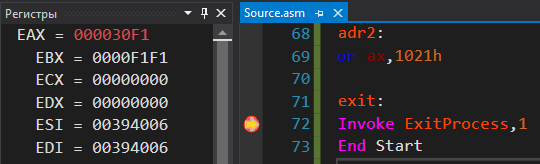 Регистры
EAX = 000030F1
EBX = 0000F1F1
ECX = 00000000
EDX = 00000000
ESI = 00394006
EDI = 00394006
Source.asm
68 adr2:
69 or ax,1021h
70
71 exit:
72 Invoke ExitProcess,1
73 End Start